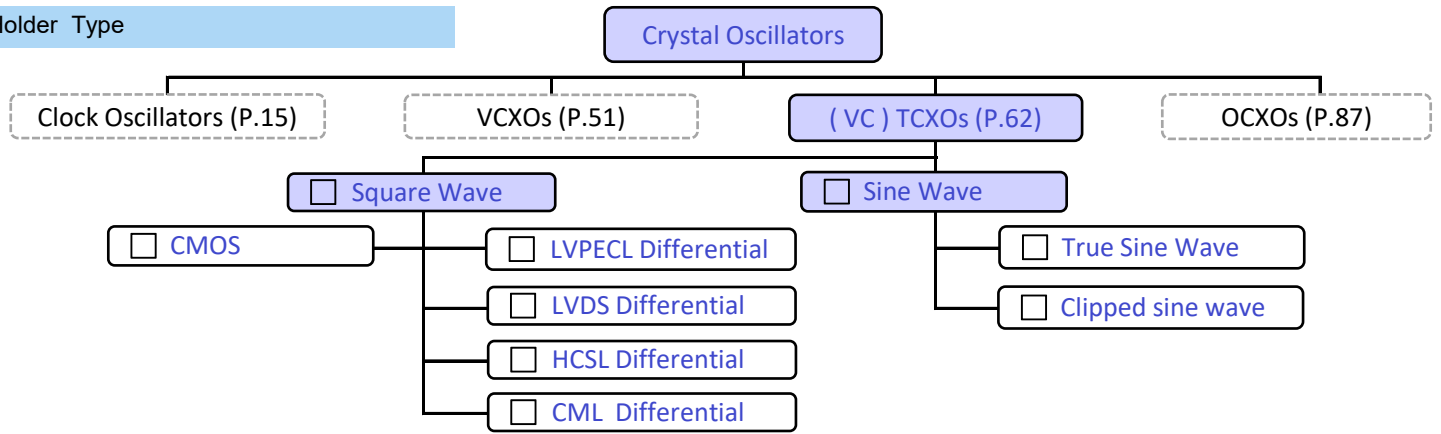 Type
Crystal Oscillators
Clock Oscillators (P.15)
VCXOs (P.51)
( VC ) TCXOs (P.62)
OCXOs (P.87)
Square Wave
Sine Wave
CMOS
LVPECL Differential
True Sine Wave
LVDS Differential
Clipped sine wave
HCSL Differential
CML Differential